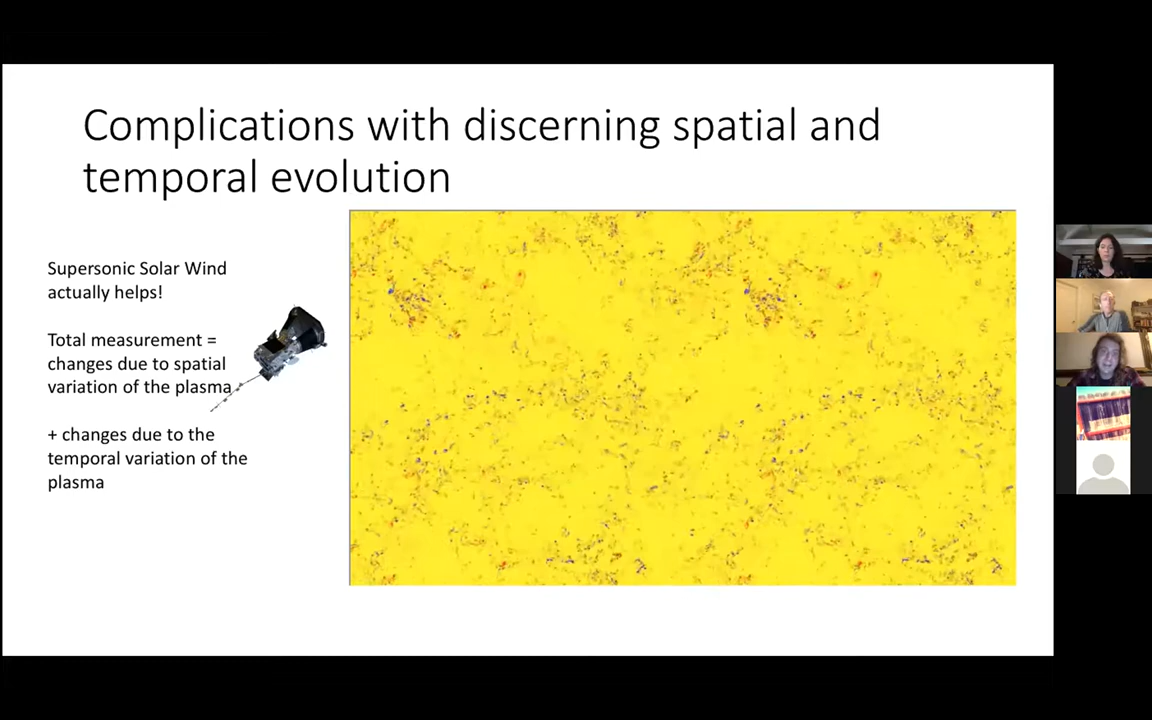 Complications with discerning spatial and
temporal evolution
Supersonic Solar Wind
actually helps!
Total measurement =
changes due to spatial
variation of the plasma
+ changes due to the
temporal variation of the
plasma